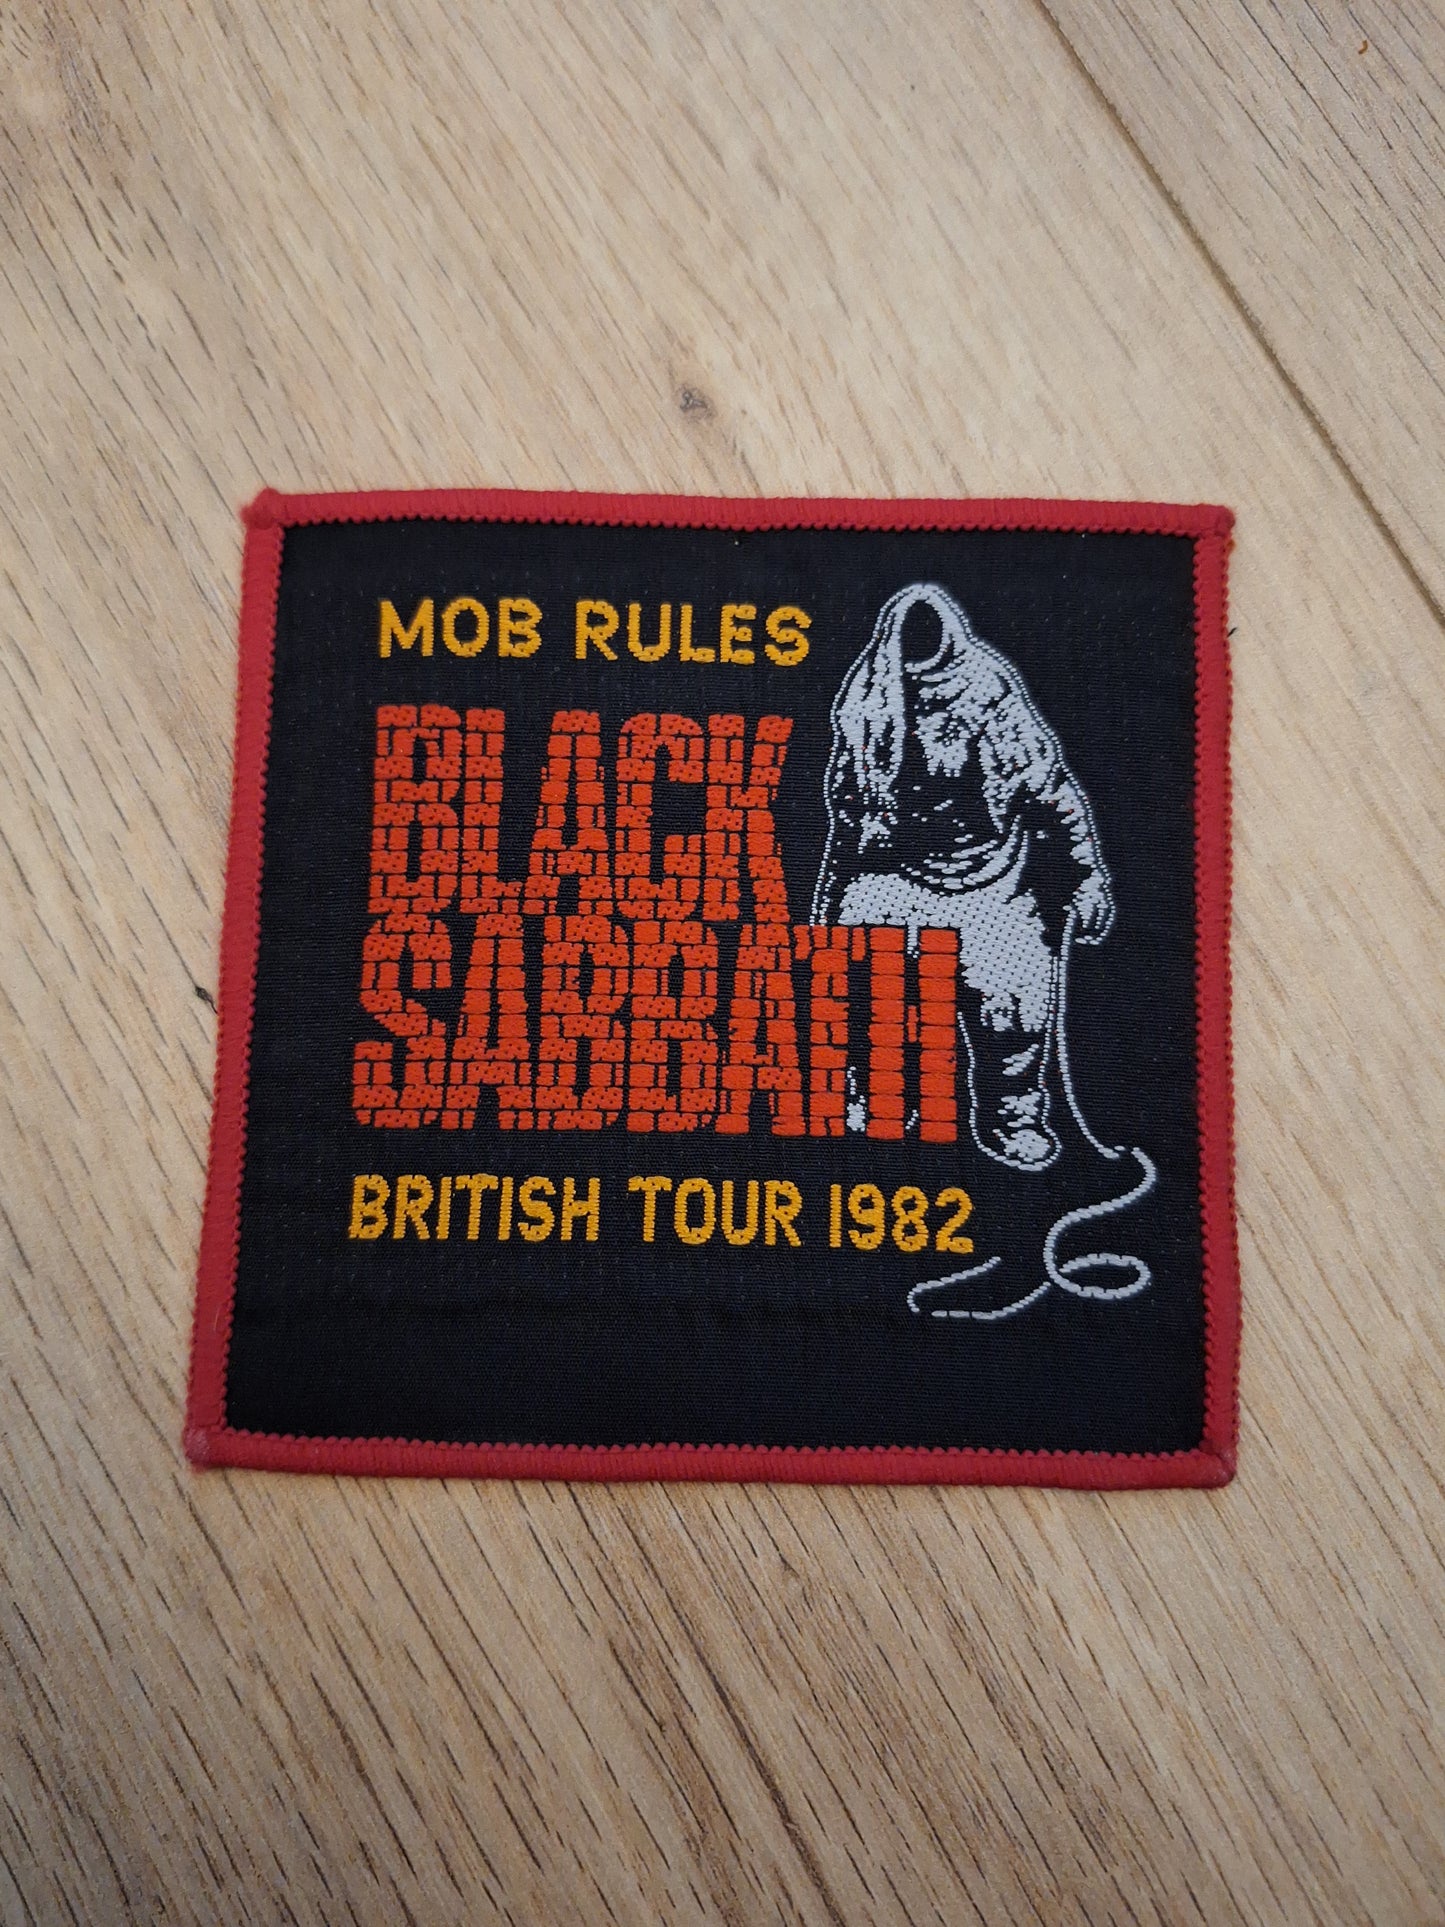 MOB RULES
BLACK
SABBATH
BRITISH TOUR 1982